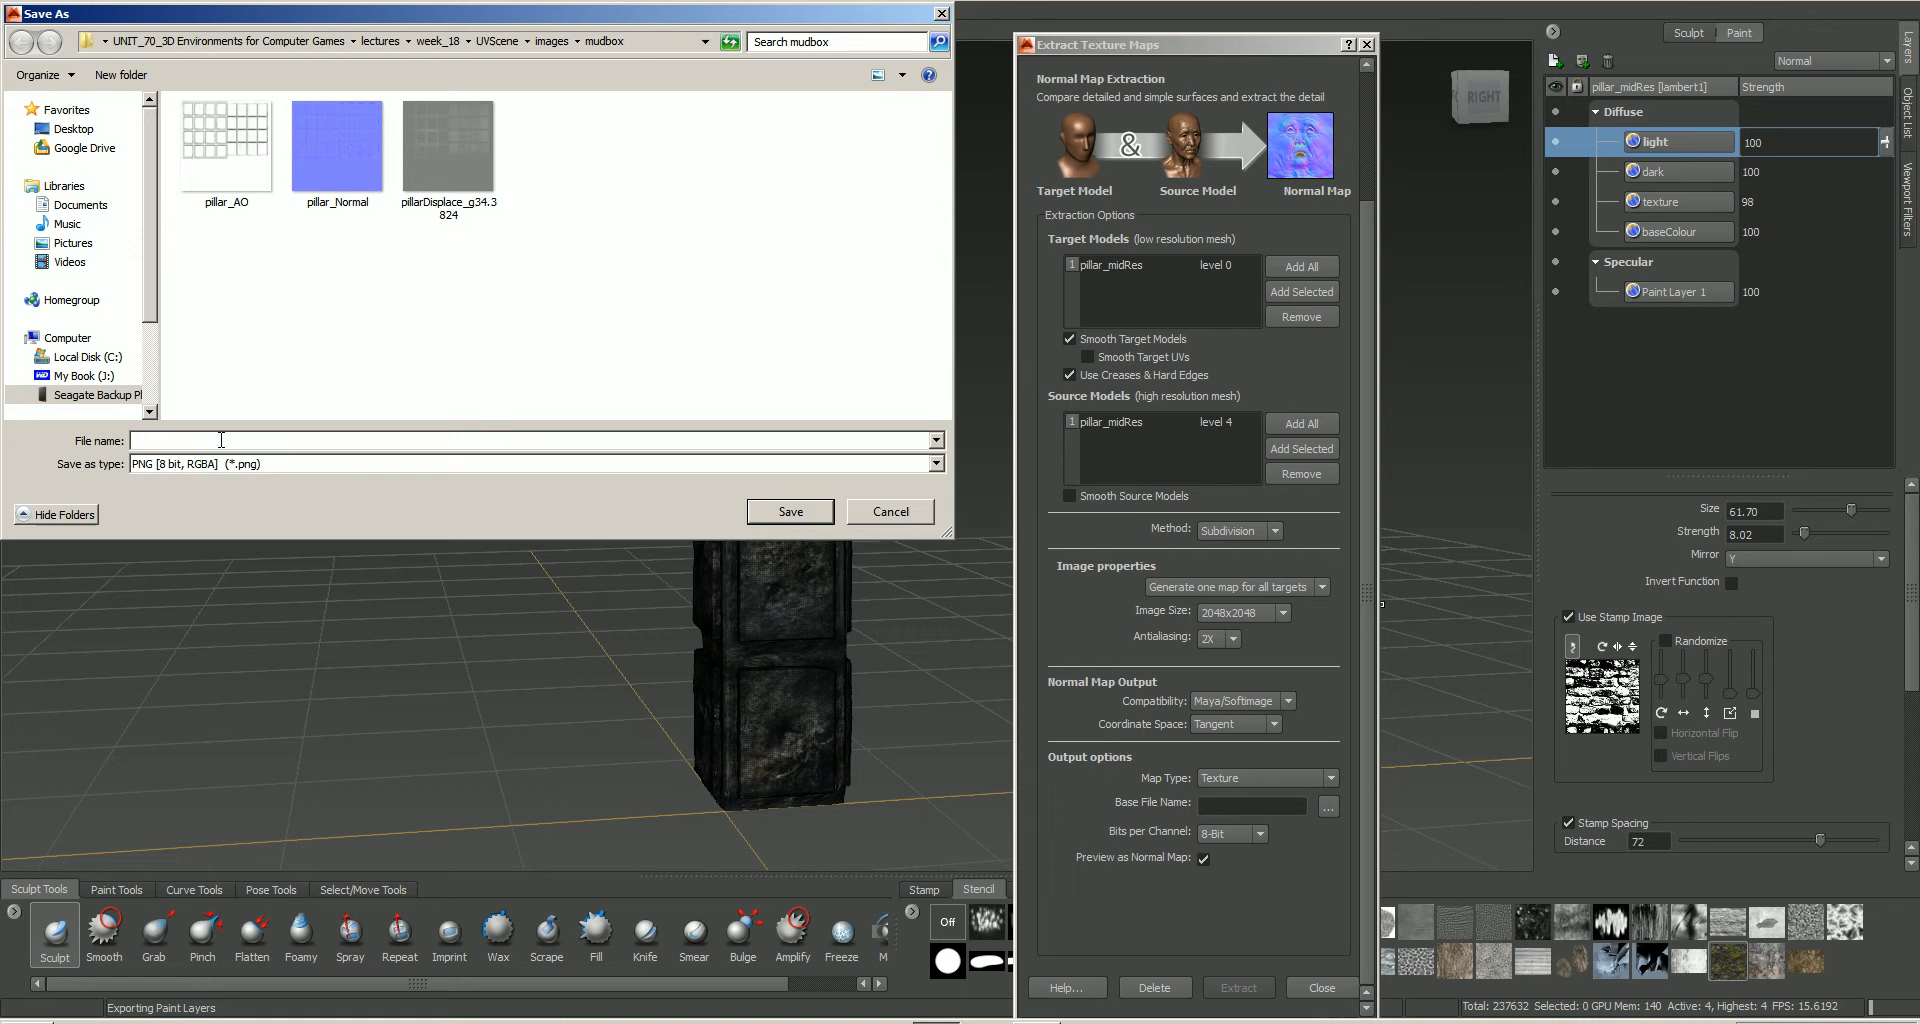 Save As
UNIT_70_3D Environments for Computer Games
lectures
week_18
UVScene
images
mudbox
Search mudbox
Organize
New folder
Favorites
Desktop
Google Drive
Libraries
Documents
Music
Pictures
Videos
Homegroup
Computer
Local Disk (C:)
My Book (J:)
Seagate Backup Pl
pillar_AO
pillar_Normal
pillarDisplace_g34.3
824
File name:
Save as type: PNG [8 bit, RGBA] (*.png)
Hide Folders
Save
Cancel
Extract Texture Maps
Normal Map Extraction
Compare detailed and simple surfaces and extract the detail
&
Target Model
Source Model
Normal Map
Extraction Options
Target Models (low resolution mesh)
1 pillar_midRes level 0
Add All
Add Selected
Remove
Smooth Target Models
Smooth Target UVs
Use Creases & Hard Edges
Source Models (high resolution mesh)
1 pillar_midRes level 4
Add All
Add Selected
Remove
Smooth Source Models
Method: Subdivision
Image properties
Generate one map for all targets
Image Size: 2048x2048
Antialiasing: 2X
Normal Map Output
Compatibility: Maya/Softimage
Coordinate Space: Tangent
Output options
Map Type: Texture
Base File Name:
...
Bits per Channel: 8-Bit
Preview as Normal Map:
Help...
Delete
Extract
Close
RIGHT
Sculpt
Paint
Normal
pillar_midRes [lambert1] Strength
Diffuse
light 100
dark 100
texture 98
baseColour 100
Specular
Paint Layer 1 100
Layers
Object List
Viewport Filters
Size 61.70
Strength 8.02
Mirror Y
Invert Function
Use Stamp Image
Randomize
Horizontal Flip
Vertical Flips
Stamp Spacing
Distance 72
Sculpt Tools
Paint Tools
Curve Tools
Pose Tools
Select/Move Tools
Stamp
Stencil
Off
Sculpt
Smooth
Grab
Pinch
Flatten
Foamy
Spray
Repeat
Imprint
Wax
Scrape
Fill
Knife
Smear
Bulge
Amplify
Freeze
M
Exporting Paint Layers
Total: 237632 Selected: 0 GPU Mem: 140 Active: 4, Highest: 4 FPS: 15.6192